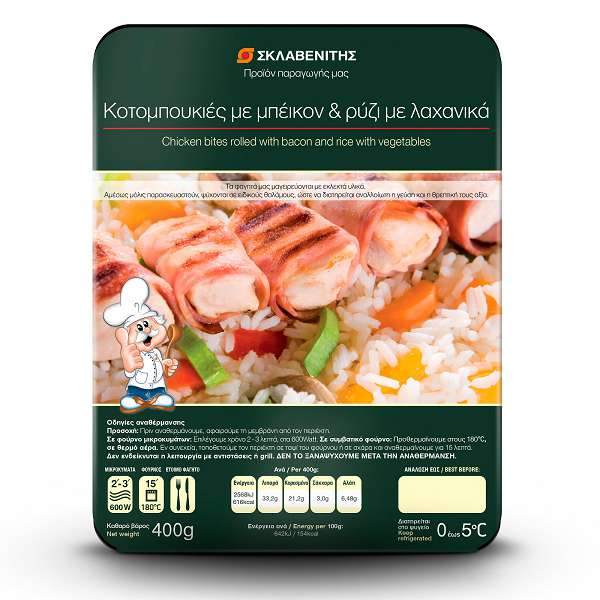 ΣΚΛΑΒΕΝΙΤΗΣ
Προϊόν παραγωγής μας
Κοτομπουκιές με μπέικον & ρύζι με λαχανικά
Chicken bites rolled with bacon and rice with vegetables
Τα φαγητά μας μαγειρεύονται με εκλεκτά υλικά.
Αμέσως μόλις παρασκευαστούν, ψύχονται σε ειδικούς θαλάμους, ώστε να διατηρείται αναλλοίωτη η γεύση και η θρεπτική τους αξία.
Οδηγίες αναθέρμανσης
Προσοχή: Πριν αναθερμάνουμε, αφαιρούμε τη μεμβράνη από τον περιέκτη.
Σε φούρνο μικροκυμάτων: Επιλέγουμε χρόνο 2 - 3 λεπτά, στα 600Watt. Σε συμβατικό φούρνο: Προθερμαίνουμε στους 180°C,
σε θερμό αέρα. Εν συνεχεία, τοποθετούμε τον περιέκτη σε ταψί του φούρνου ή σε σχάρα και αναθερμαίνουμε για 15 λεπτά.
Δεν ενδείκνυται η λειτουργία με αντιστάσεις ή grill. ΔΕΝ ΤΟ ΞΑΝΑΨΥΧΟΥΜΕ ΜΕΤΑ ΤΗΝ ΑΝΑΘΕΡΜΑΝΣΗ.
ΜΙΚΡΟΚΥΜΑΤΑ ΦΟΥΡΝΟΣ ΕΤΟΙΜΟ ΦΑΓΗΤΟ
2'- 3'
600W
15'
180°C
Καθαρό βάρος
Net weight
400g
Ανά / Per 400g:
Ενέργεια Λιπαρά Κορεσμένα Σάκχαρα Αλάτι
2568kJ
616kcal
33,2g 21,2g 3,0g 6,48g
Ενέργεια ανά / Energy per 100g:
642kJ / 154kcal
ΑΝΑΛΩΣΗ ΕΩΣ / BEST BEFORE:
Διατηρείται
στο ψυγείο
Keep
refrigerated
0 έως 5°C